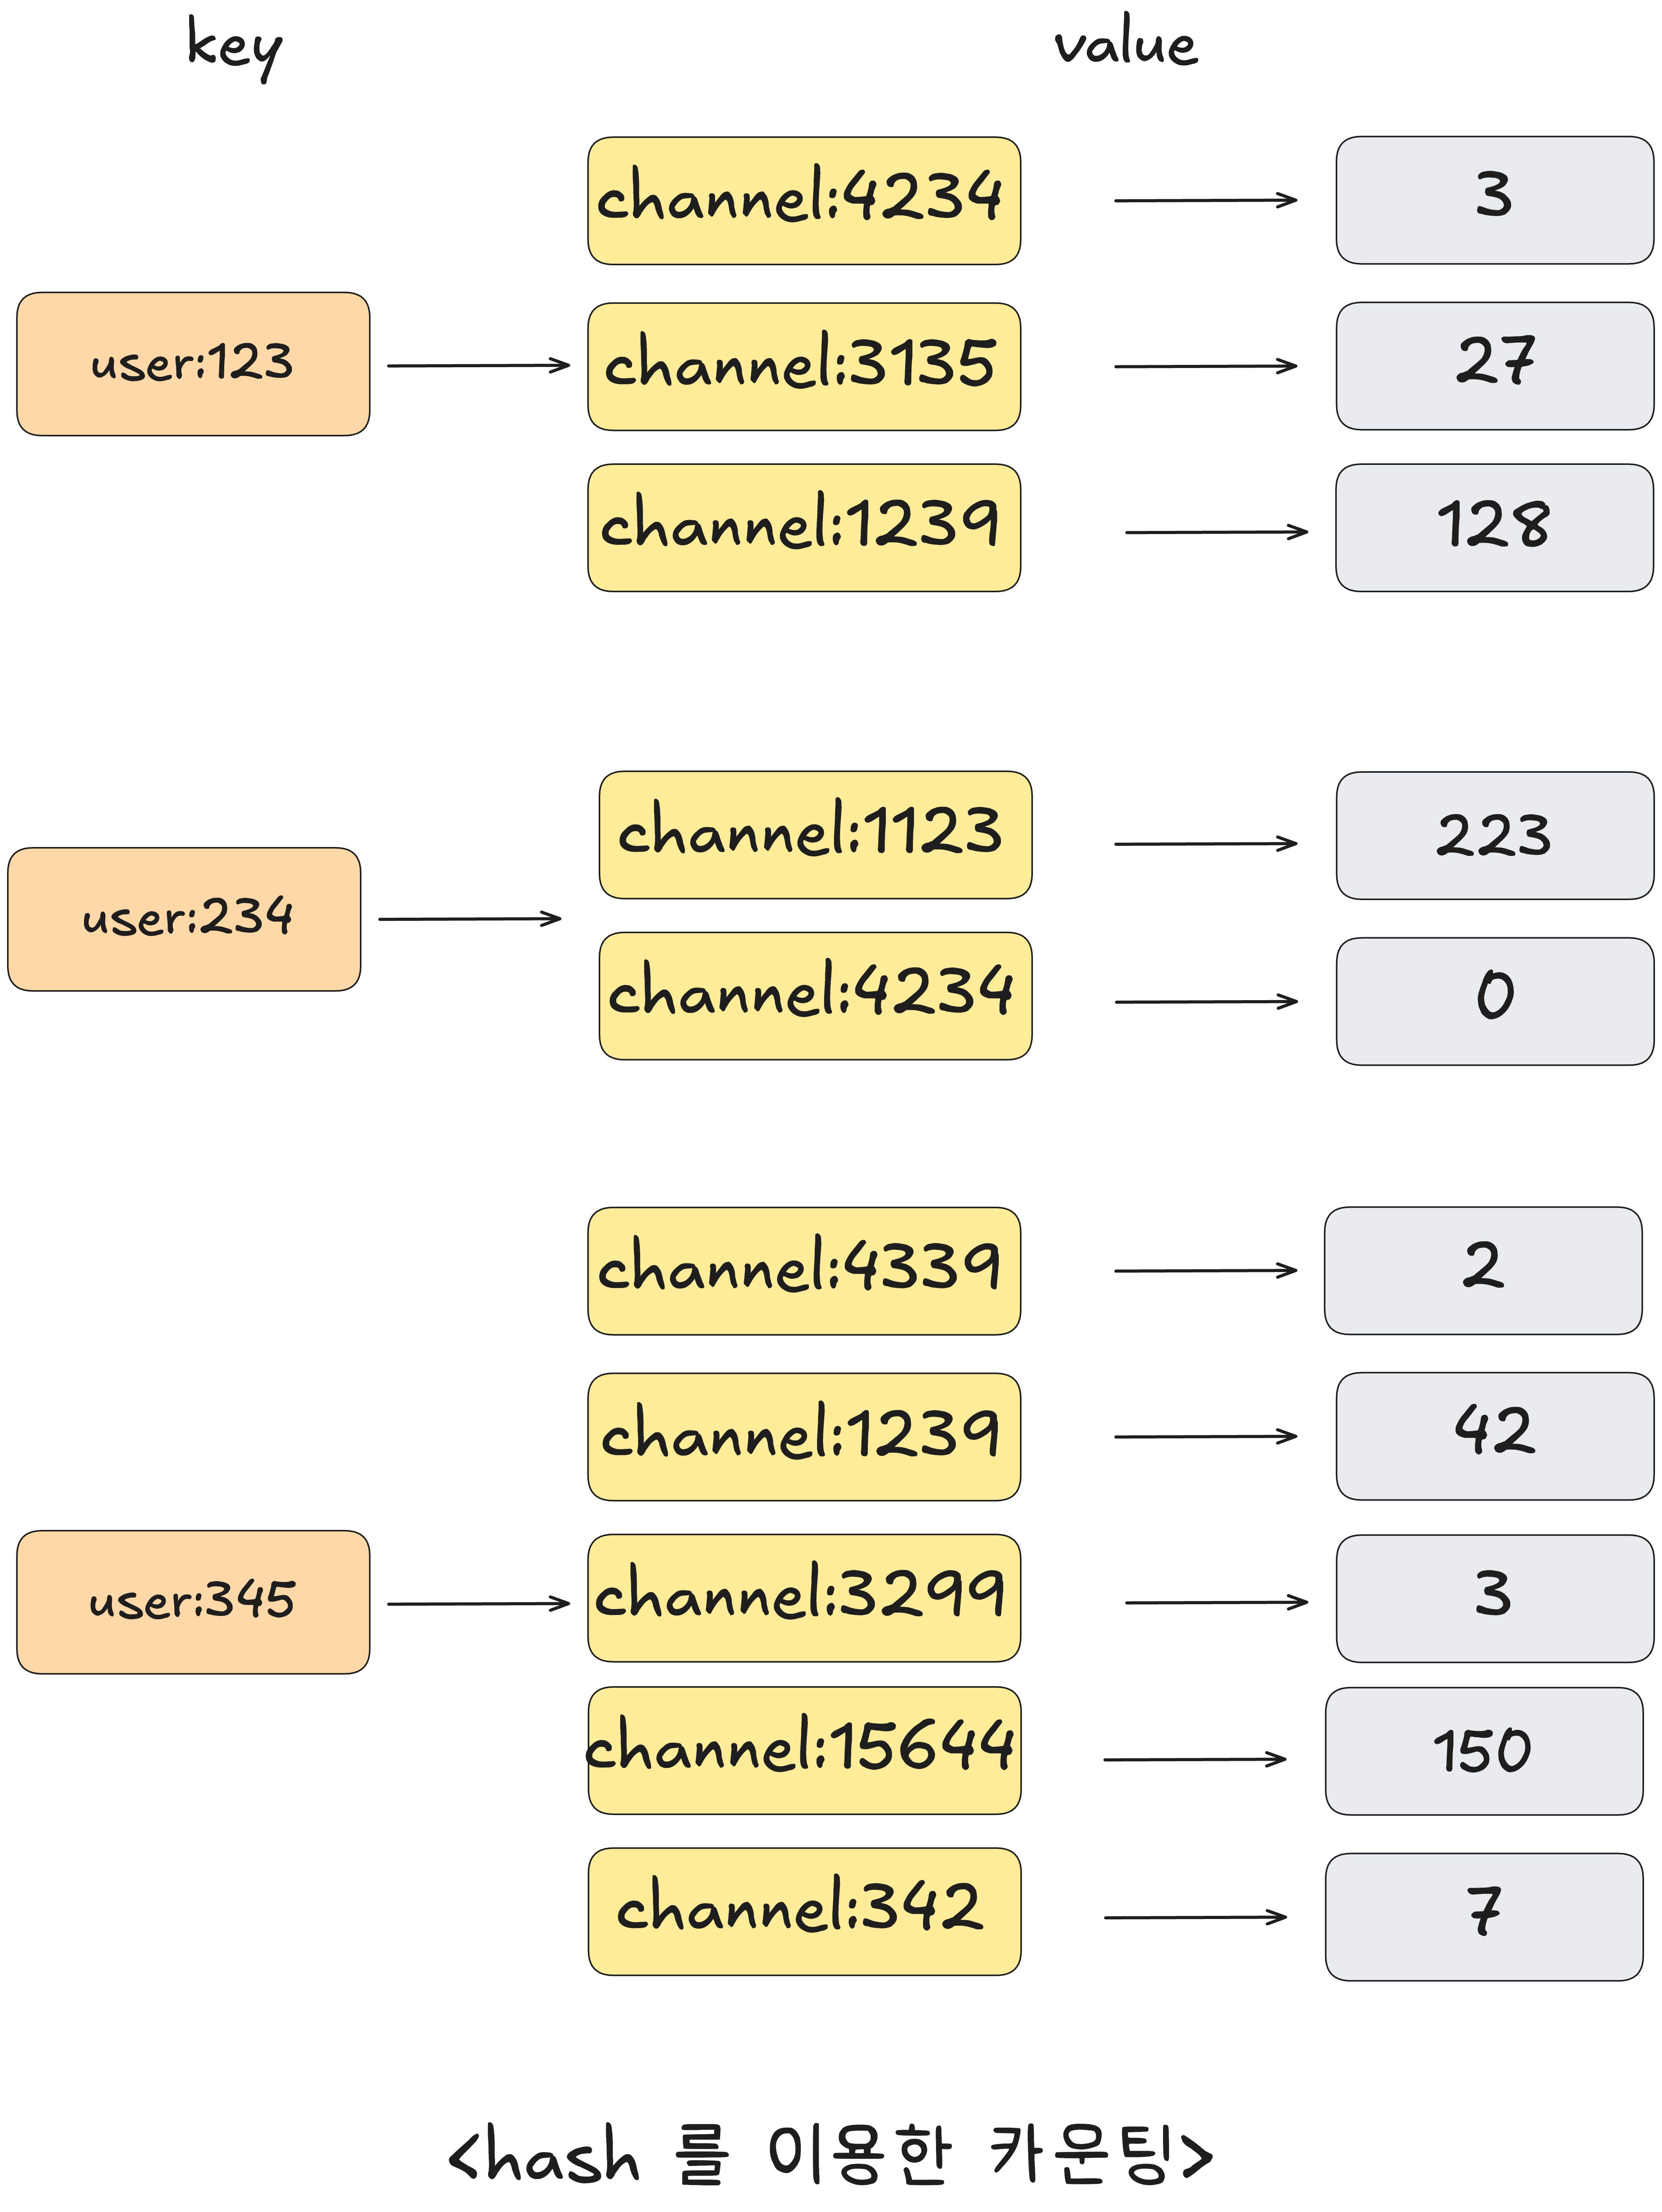 key value
channel:4234 3
user:123 channel:3135 27
channel:1239 128
channel:1123 223
user:234
channel:4234 0
channel:4339 2
channel:1239 42
user:345 channel:3299 3
channel:15644 150
channel:342 7
<hash 를 이용한 카운팅>